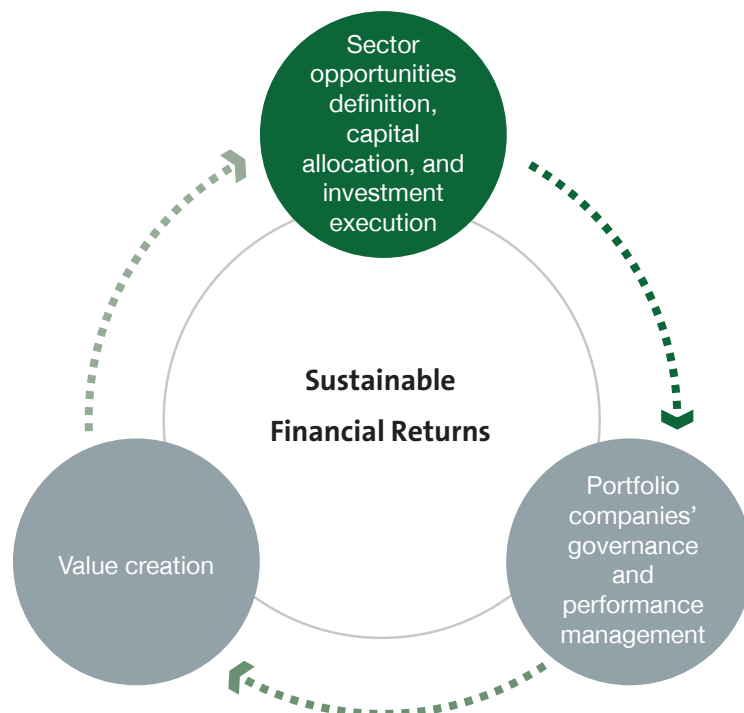 Sector
opportunities
definition,
capital
allocation, and
investment
execution
Sustainable
Financial Returns
Value creation
Portfolio
companies’
governance
and
performance
management